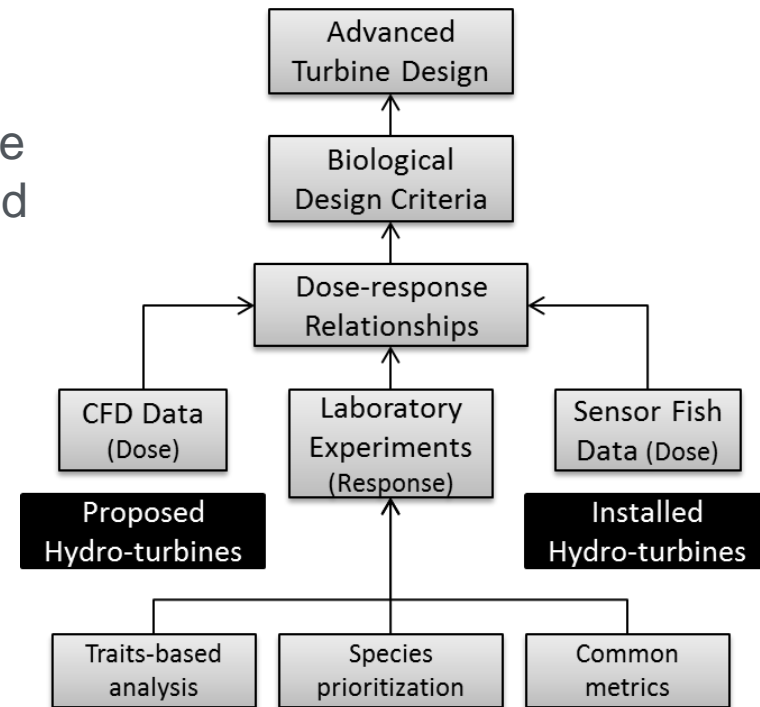 Advanced
Turbine Design
e
d
Biological
Design Criteria
Dose-response
Relationships
CFD Data
(Dose)
Laboratory
Experiments
(Response)
Sensor Fish
Data (Dose)
Proposed
Hydro-turbines
Installed
Hydro-turbines
Traits-based
analysis
Species
prioritization
Common
metrics